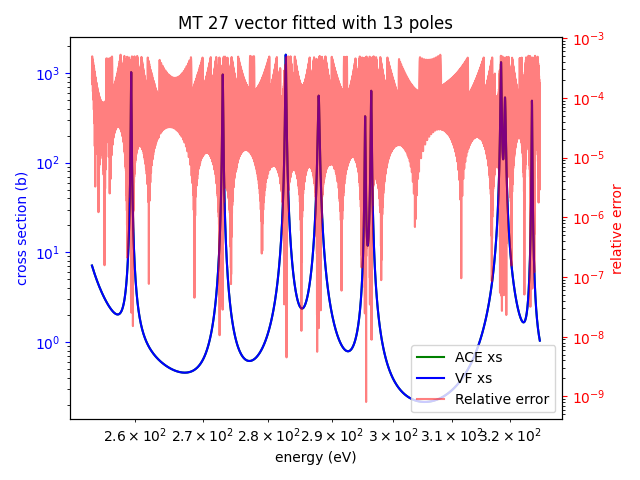 MT 27 vector fitted with 13 poles
10³
10²
10¹
10⁰
cross section (b)
10⁻³
10⁻⁴
10⁻⁵
10⁻⁶
10⁻⁷
10⁻⁸
10⁻⁹
relative error
ACE xs
VF xs
Relative error
2.6 × 10² 2.7 × 10² 2.8 × 10² 2.9 × 10² 3 × 10² 3.1 × 10² 3.2 × 10²
energy (eV)